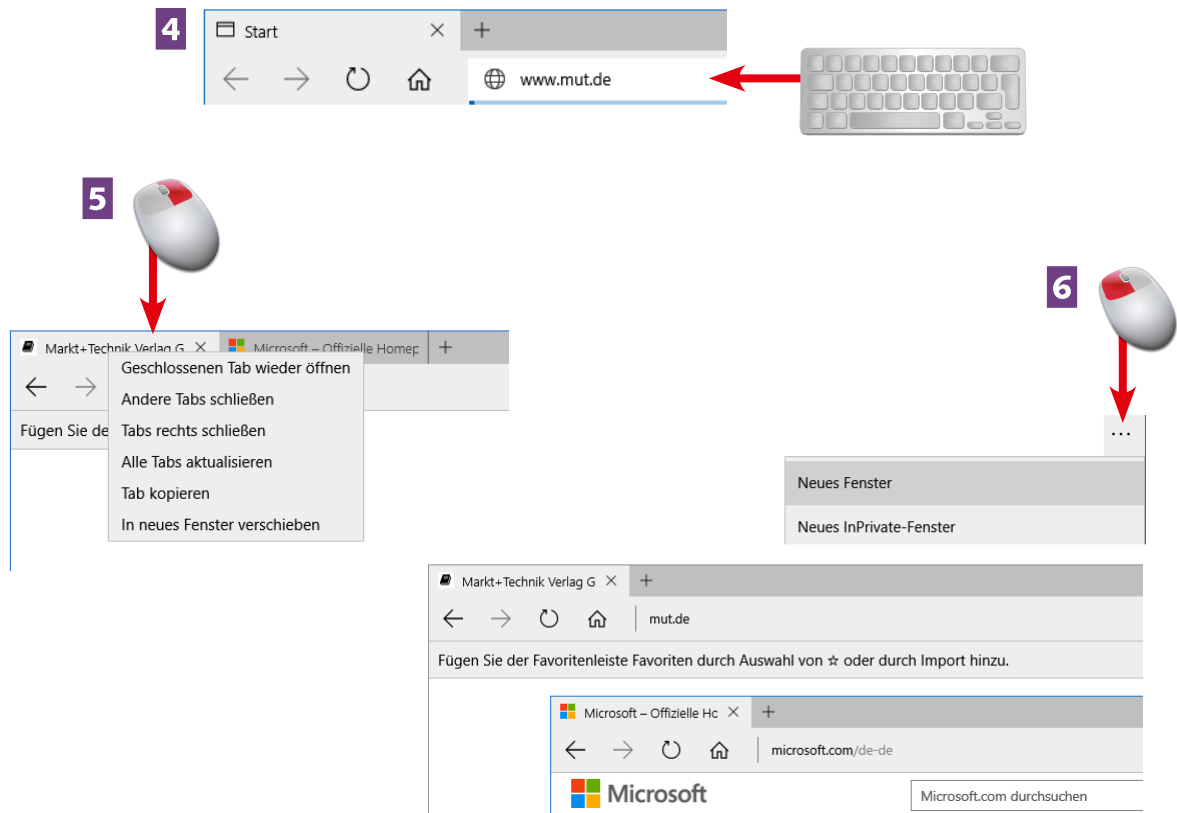 4
Start
www.mut.de
5
Markt+Technik Verlag G
Microsoft – Offizielle Homep
Geschlossenen Tab wieder öffnen
Andere Tabs schließen
Fügen Sie de
Tabs rechts schließen
Alle Tabs aktualisieren
Tab kopieren
In neues Fenster verschieben
6
...
Neues Fenster
Neues InPrivate-Fenster
Markt+Technik Verlag G
mut.de
Fügen Sie der Favoritenleiste Favoriten durch Auswahl von ☆ oder durch Import hinzu.
Microsoft – Offizielle Ho
microsoft.com/de-de
Microsoft
Microsoft.com durchsuchen